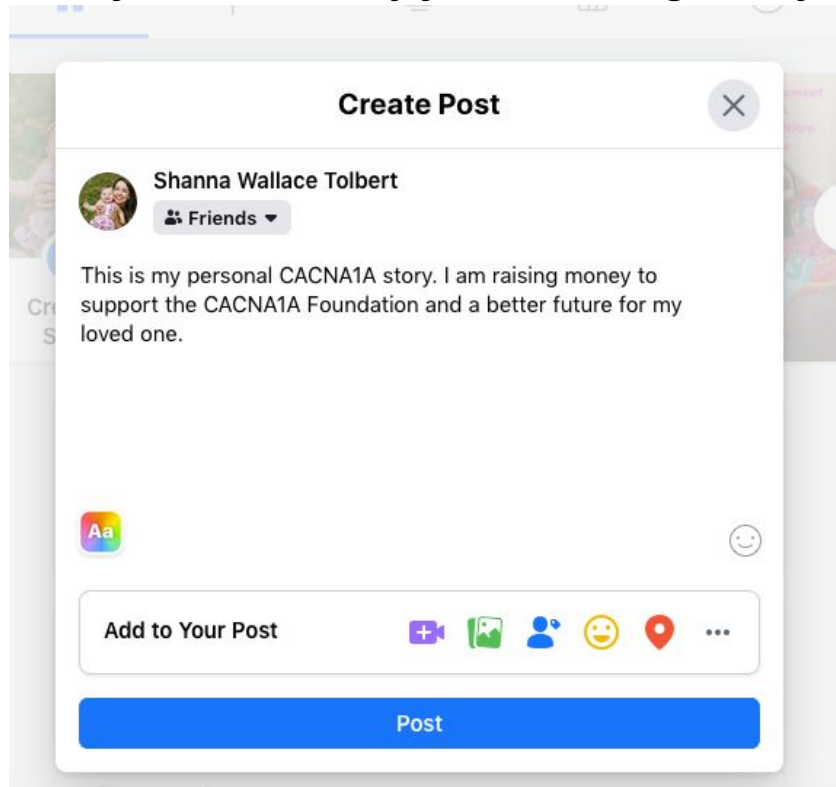 Create Post
Shanna Wallace Tolbert
Friends
This is my personal CACNA1A story. I am raising money to
support the CACNA1A Foundation and a better future for my
loved one.
Aa
Add to Your Post
Post